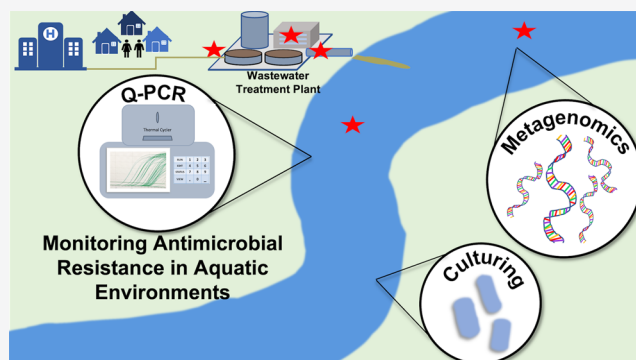 H
Wastewater
Treatment Plant
Q-PCR
Thermal Cycler
Metagenomics
Monitoring Antimicrobial
Resistance in Aquatic
Environments
Culturing